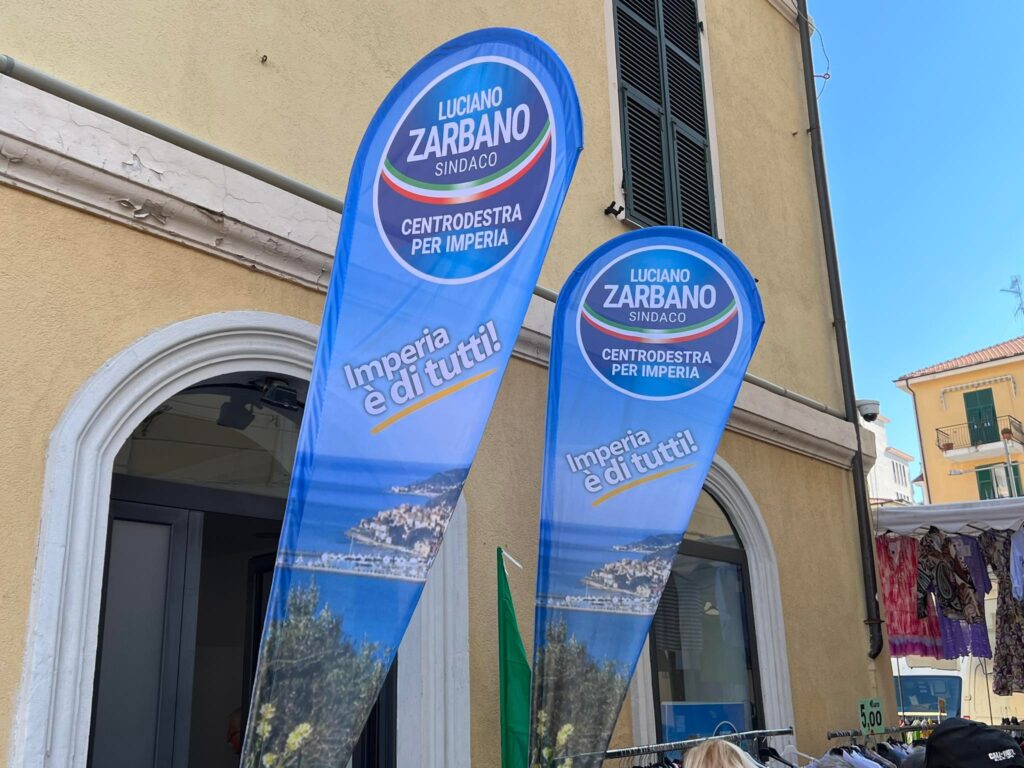 LUCIANO
ZARBANO
SINDACO
CENTRODESTRA
PER IMPERIA
Imperia
è di tutti!
LUCIANO
ZARBANO
SINDACO
CENTRODESTRA
PER IMPERIA
Imperia
è di tutti!
5,00